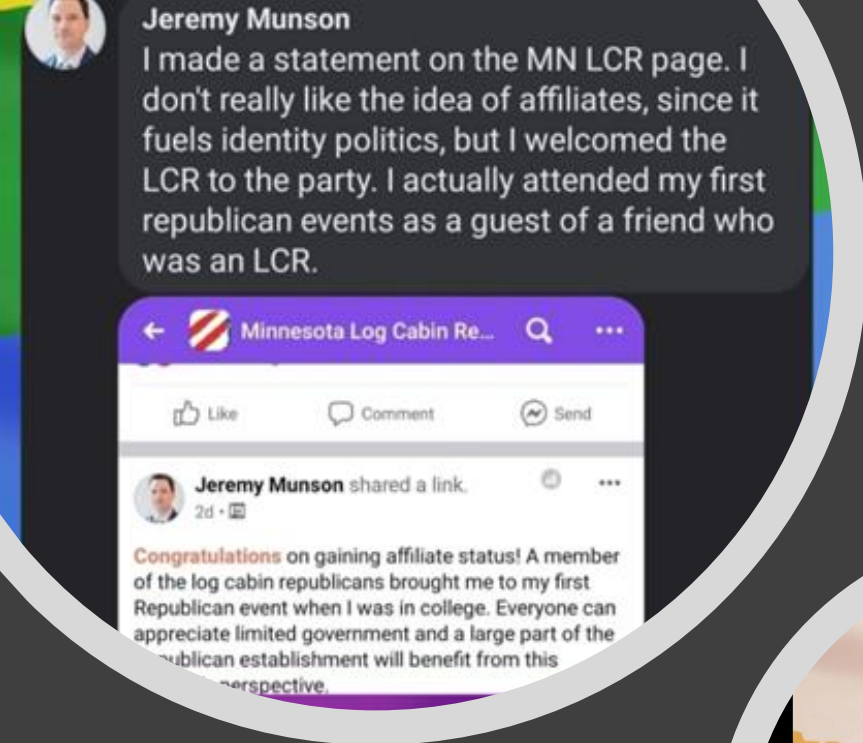 Jeremy Munson
I made a statement on the MN LCR page. I
don't really like the idea of affiliates, since it
fuels identity politics, but I welcomed the
LCR to the party. I actually attended my first
republican events as a guest of a friend who
was an LCR.
Minnesota Log Cabin Re...
Like Comment Send
Jeremy Munson shared a link.
2d
Congratulations on gaining affiliate status! A member
of the log cabin republicans brought me to my first
Republican event when I was in college. Everyone can
appreciate limited government and a large part of the
establishment will benefit from this
perspective.